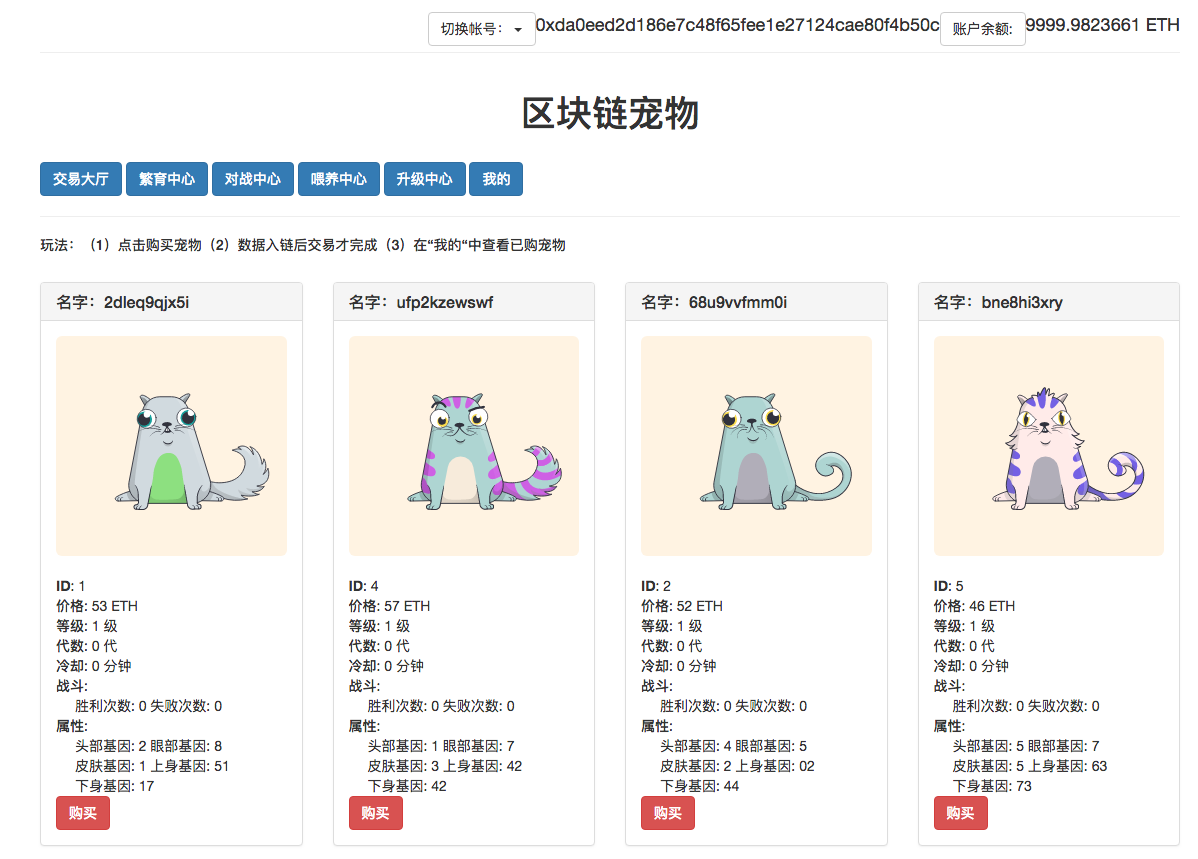 切换帐号： 0xda0eed2d186e7c48f65fee1e27124cae80f4b50c 账户余额: 9999.9823661 ETH
区块链宠物
交易大厅 繁育中心 对战中心 喂养中心 升级中心 我的
玩法：（1）点击购买宠物（2）数据入链后交易才完成（3）在“我的“中查看已购宠物
名字：2dleq9qjx5i
ID: 1
价格: 53 ETH
等级: 1 级
代数: 0 代
冷却: 0 分钟
战斗:
胜利次数: 0 失败次数: 0
属性:
头部基因: 2 眼部基因: 8
皮肤基因: 1 上身基因: 51
下身基因: 17
购买
名字：ufp2kzewswf
ID: 4
价格: 57 ETH
等级: 1 级
代数: 0 代
冷却: 0 分钟
战斗:
胜利次数: 0 失败次数: 0
属性:
头部基因: 1 眼部基因: 7
皮肤基因: 3 上身基因: 42
下身基因: 42
购买
名字：68u9vvfmm0i
ID: 2
价格: 52 ETH
等级: 1 级
代数: 0 代
冷却: 0 分钟
战斗:
胜利次数: 0 失败次数: 0
属性:
头部基因: 4 眼部基因: 5
皮肤基因: 2 上身基因: 02
下身基因: 44
购买
名字：bne8hi3xry
ID: 5
价格: 46 ETH
等级: 1 级
代数: 0 代
冷却: 0 分钟
战斗:
胜利次数: 0 失败次数: 0
属性:
头部基因: 5 眼部基因: 7
皮肤基因: 5 上身基因: 63
下身基因: 73
购买